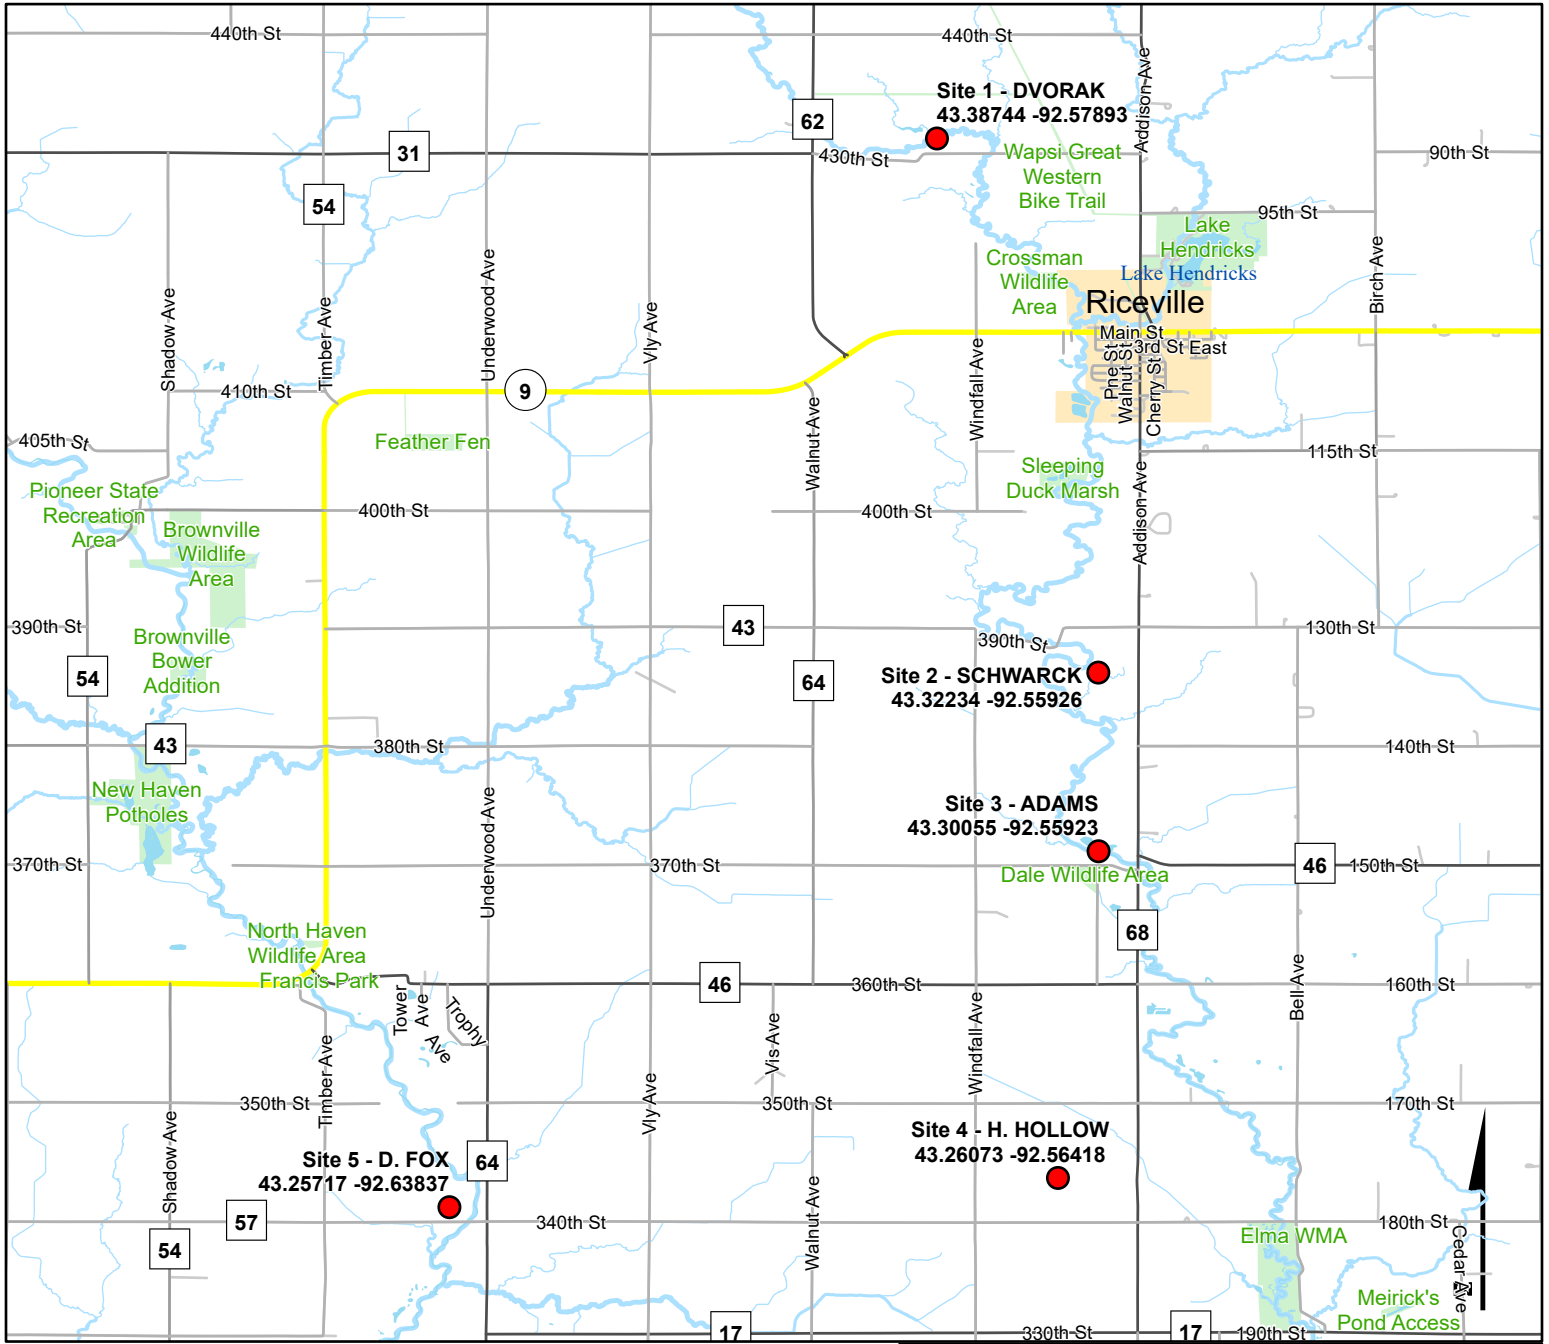 440th St
440th St
Addison Ave
Site 1 - DVORAK
43.38744 -92.57893
62
31
430th St
90th St
Wapsi Great
Western
Bike Trail
54
95th St
Lake
Hendricks
Lake Hendricks
Crossman
Wildlife
Area
Riceville
Birch Ave
Shadow Ave
Timber Ave
Underwood Ave
Vly Ave
Main St
3rd St East
Pne St
Walnut St
Cherry St
Windfall Ave
410th St
9
Walnut Ave
405th St
Feather Fen
115th St
Sleeping
Duck Marsh
Addison Ave
Pioneer State
Recreation
Area
400th St
400th St
Brownville
Wildlife
Area
390th St
43
390th St
130th St
Brownville
Bower
Addition
54
64
Site 2 - SCHWARCK
43.32234 -92.55926
43
380th St
140th St
New Haven
Potholes
Underwood Ave
Site 3 - ADAMS
43.30055 -92.55923
370th St
370th St
46
150th St
Dale Wildlife Area
68
North Haven
Wildlife Area
Francis Park
46
360th St
160th St
Bell Ave
Tower
Ave
Trophy
Ave
Timber Ave
Vis Ave
Windfall Ave
Vly Ave
350th St
350th St
170th St
Shadow Ave
Site 4 - H. HOLLOW
43.26073 -92.56418
Site 5 - D. FOX
43.25717 -92.63837
64
57
340th St
Walnut Ave
180th St
54
Elma WMA
Cedar Ave
Meirick's
Pond Access
17
330th St
17
190th St